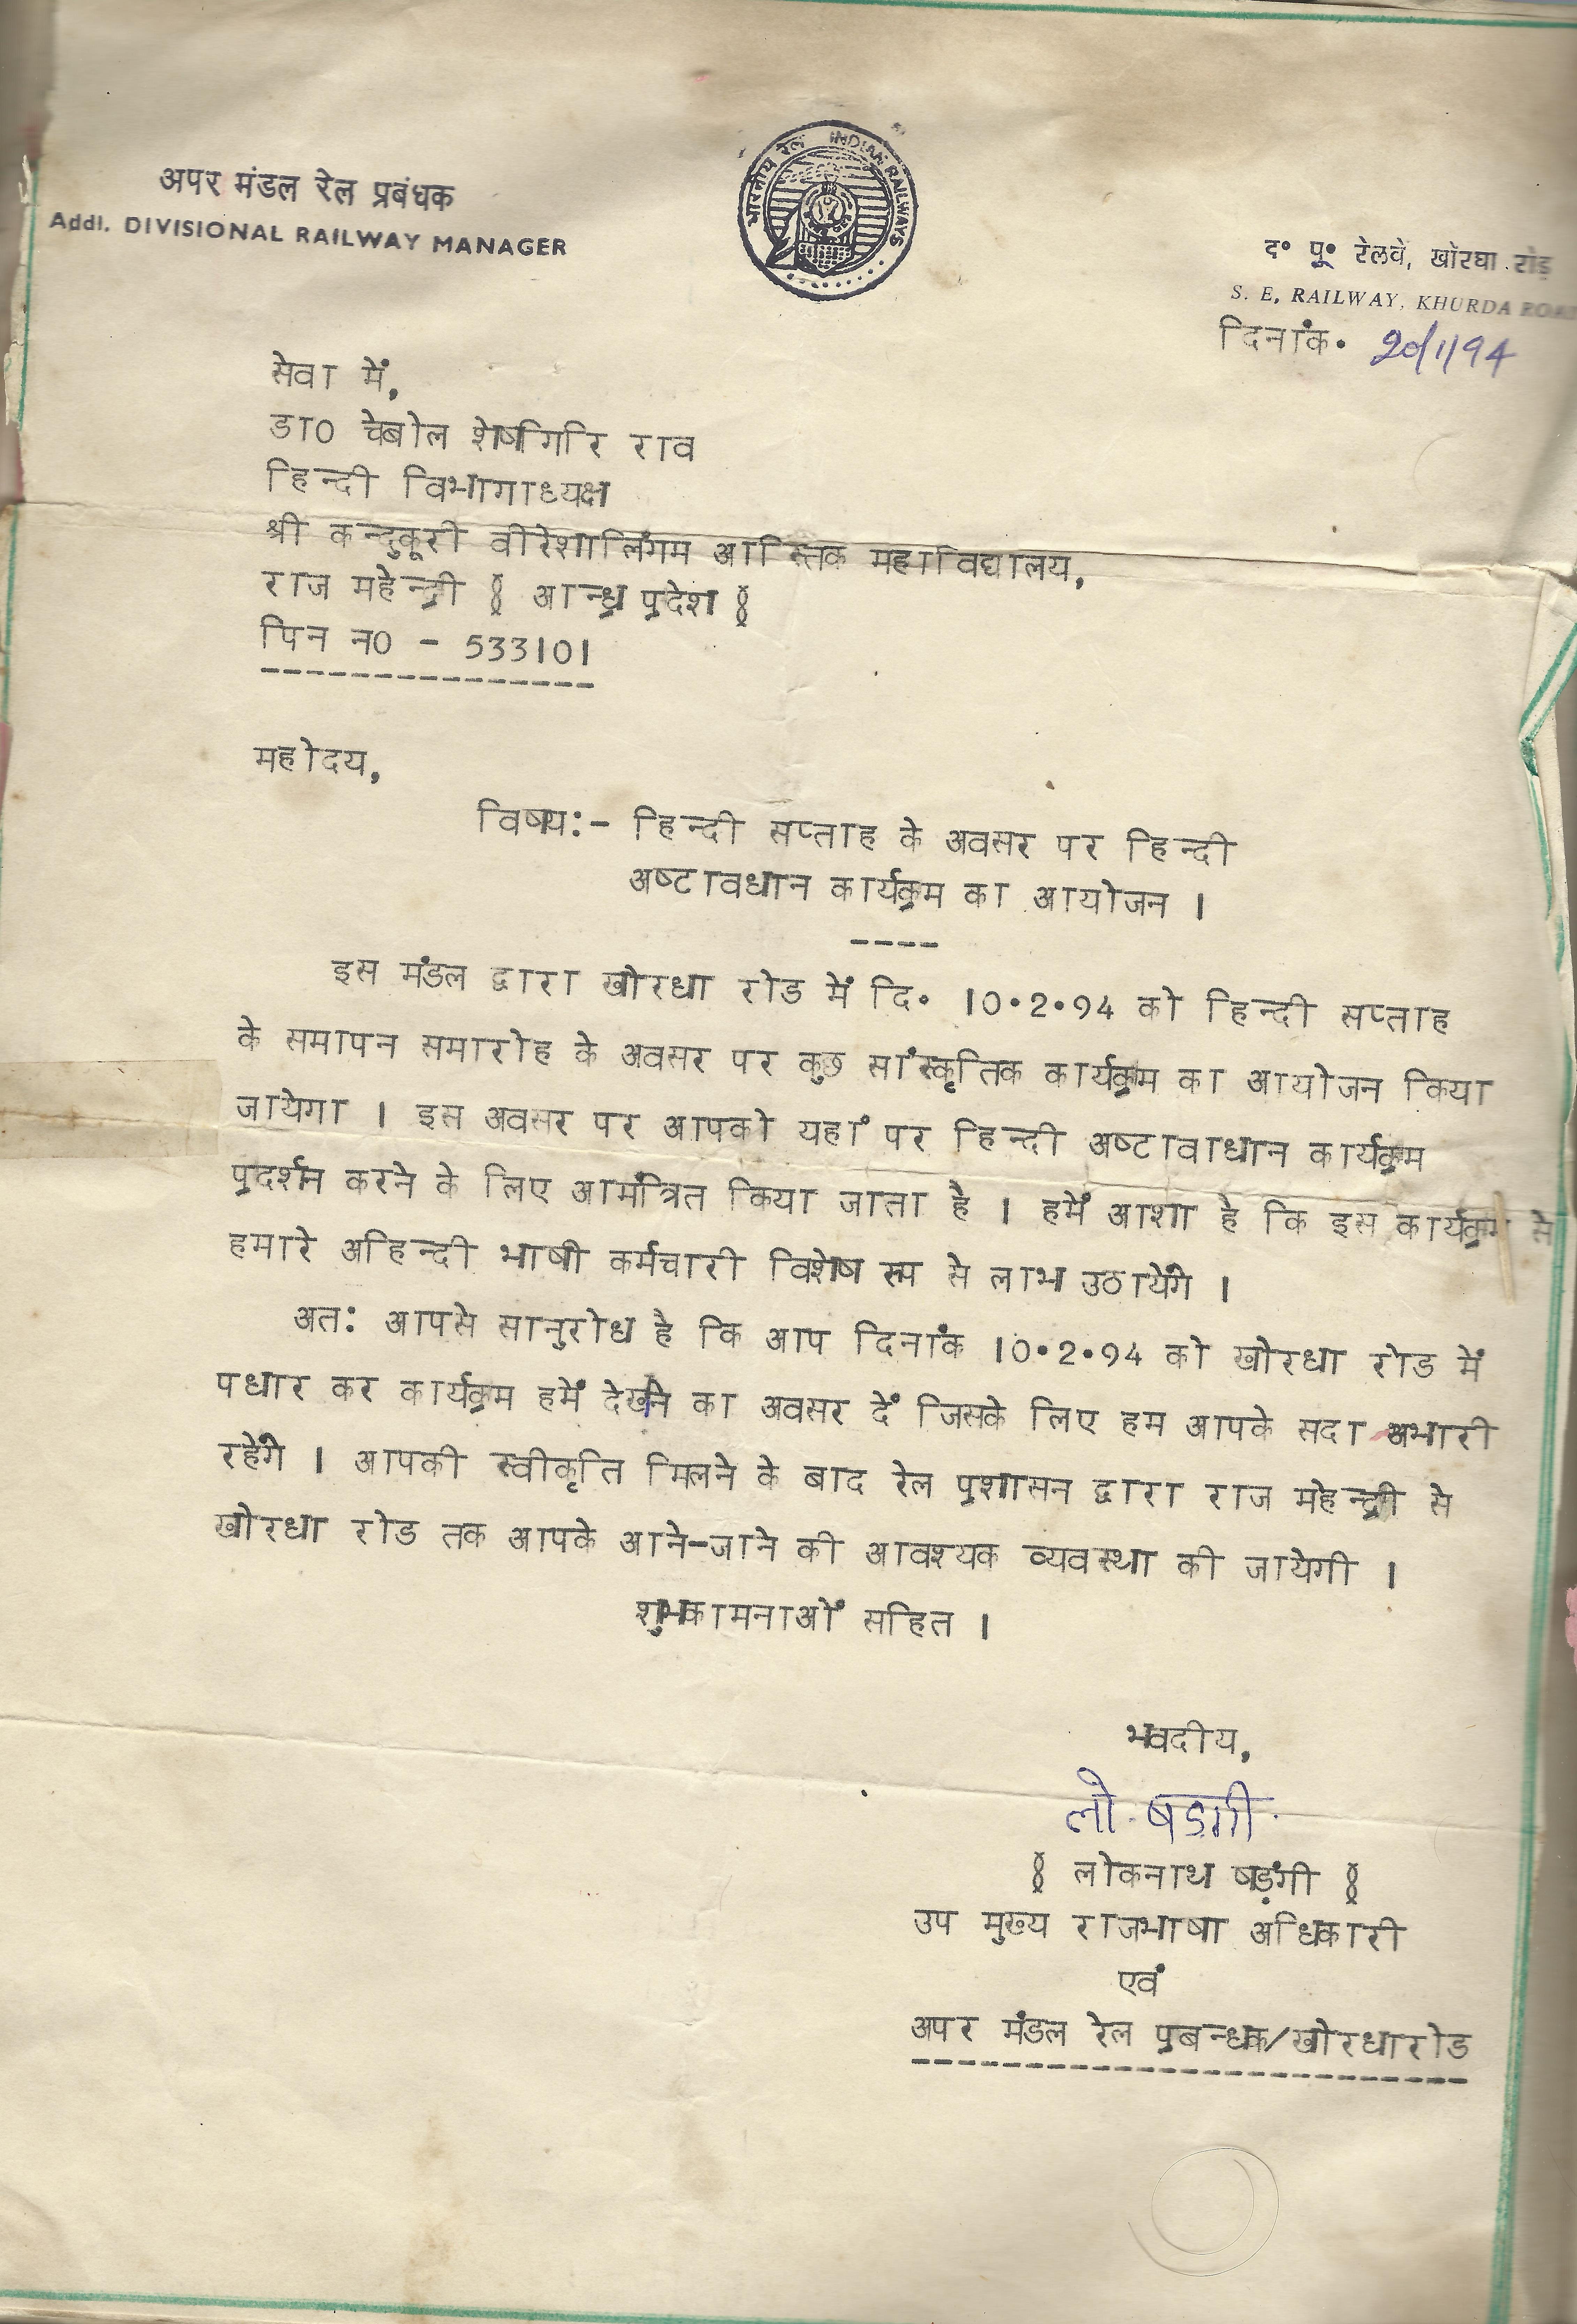 अपर मंडल रेल प्रबंधक
Addl. DIVISIONAL RAILWAY MANAGER
भारतीय रेल INDIAN RAILWAYS
द॰ पू॰ रेलवे, खोरधा रोड़
S. E. RAILWAY, KHURDA ROAD
दिनांक. 20/1/94
सेवा में,
डा0 चेबोल शेषगिरि राव
हिन्दी विभागाध्यक्ष
श्री कन्दुकूरी वीरेशालिंगम आस्तिक महाविद्यालय,
राज महेन्द्री ( आन्ध्र प्रदेश )
पिन न0 - 533101
महोदय,
विषय:- हिन्दी सप्ताह के अवसर पर हिन्दी
अष्टावधान कार्यक्रम का आयोजन ।
----
इस मंडल द्वारा खोरधा रोड में दि. 10.2.94 को हिन्दी सप्ताह
के समापन समारोह के अवसर पर कुछ सांस्कृतिक कार्यक्रम का आयोजन किया
जायेगा । इस अवसर पर आपको यहां पर हिन्दी अष्टावाधान कार्यक्रम
प्रदर्शन करने के लिए आमंत्रित किया जाता है । हमें आशा है कि इस कार्यक्रम से
हमारे अहिन्दी भाषी कर्मचारी विशेष रूप से लाभ उठायेंगे ।
अत: आपसे सानुरोध है कि आप दिनांक 10.2.94 को खोरधा रोड में
पधार कर कार्यक्रम हमें देखने का अवसर दें जिसके लिए हम आपके सदा अभारी
रहेंगे । आपकी स्वीकृति मिलने के बाद रेल प्रशासन द्वारा राज महेन्द्री से
खोरधा रोड तक आपके आने-जाने की आवश्यक व्यवस्था की जायेगी ।
शुभकामनाओं सहित ।
भवदीय,
लो. षडगी.
( लोकनाथ षड़ंगी )
उप मुख्य राजभाषा अधिकारी
एवं
अपर मंडल रेल प्रबन्धक/खोरधारोड